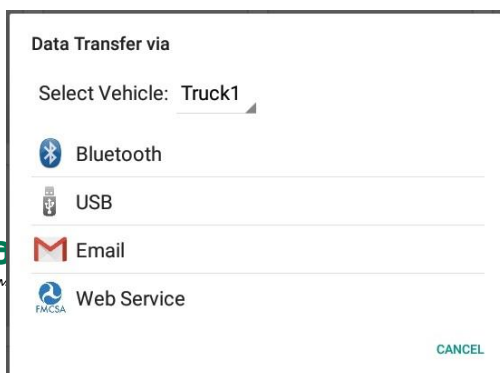 Data Transfer via
Select Vehicle: Truck1
Bluetooth
USB
Email
FMCSA Web Service
CANCEL